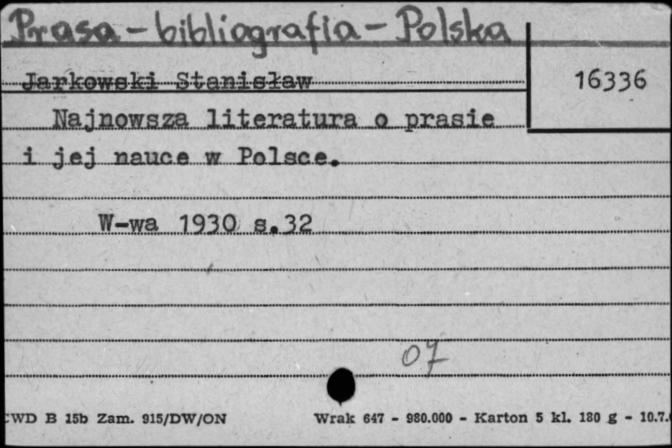 Prasa - bibliografia - Polska
Jarkowski Stanisław
16336
Najnowsza literatura o prasie
i jej nauce w Polsce.
W-wa 1930 s.32
07
CWD B 15b Zam. 915/DW/ON
Wrak 647 - 980.000 - Karton 5 kl. 180 g - 10.7.